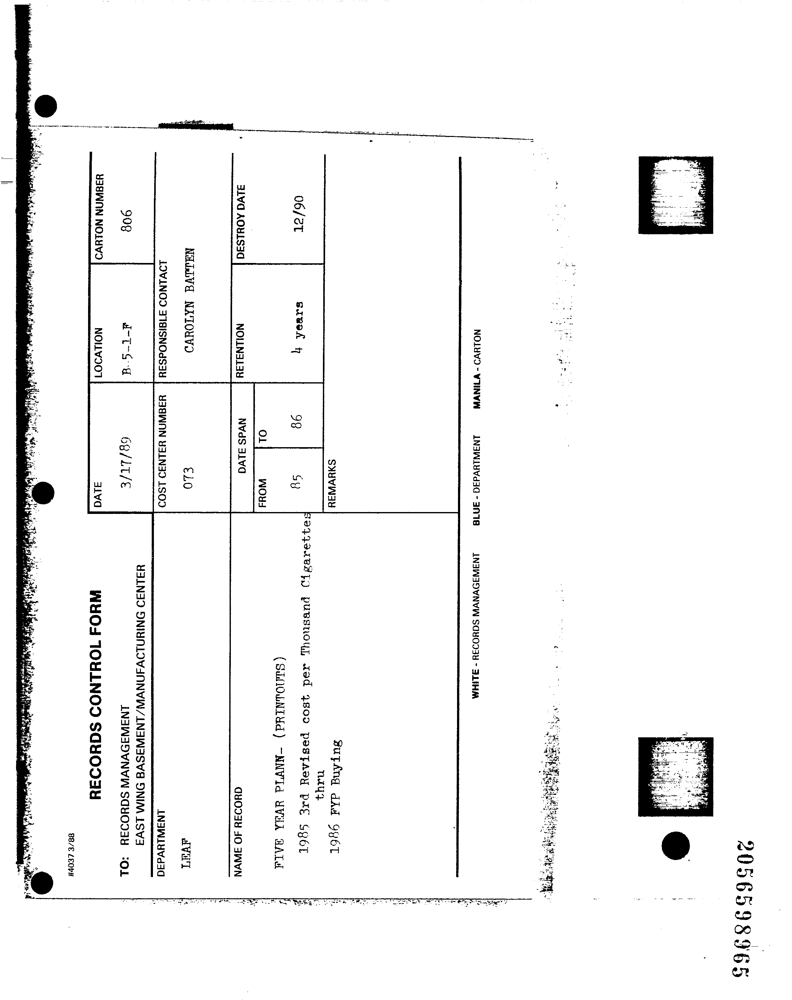 #4037 3/88
RECORDS CONTROL FORM
TO: RECORDS MANAGEMENT
EAST WING BASEMENT/MANUFACTURING CENTER
DATE
3/17/89
LOCATION
B-5-1-F
CARTON NUMBER
806
DEPARTMENT
LEAF
COST CENTER NUMBER
073
RESPONSIBLE CONTACT
CAROLYN BATTEN
NAME OF RECORD
FIVE YEAR PLANN- (PRINTOUTS)
1985 3rd Revised cost per Thousand Cigarettes
thru
1986 FYP Buying
DATE SPAN
FROM
TO
85
86
RETENTION
4 years
DESTROY DATE
12/90
REMARKS
WHITE - RECORDS MANAGEMENT BLUE - DEPARTMENT MANILA - CARTON
2056598965